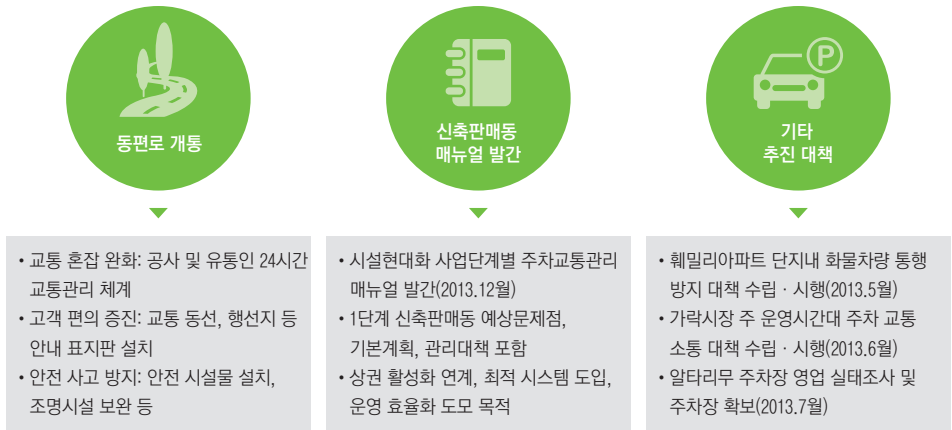 P
동편로 개통
신축판매동
매뉴얼 발간
기타
추진 대책
• 교통 혼잡 완화: 공사 및 유통인 24시간
교통관리 체계
• 고객 편의 증진: 교통 동선, 행선지 등
안내 표지판 설치
• 안전 사고 방지: 안전 시설물 설치,
조명시설 보완 등
• 시설현대화 사업단계별 주차교통관리
매뉴얼 발간(2013.12월)
• 1단계 신축판매동 예상문제점,
기본계획, 관리대책 포함
• 상권 활성화 연계, 최적 시스템 도입,
운영 효율화 도모 목적
• 훼밀리아파트 단지내 화물차량 통행
방지 대책 수립 · 시행(2013.5월)
• 가락시장 주 운영시간대 주차 교통
소통 대책 수립 · 시행(2013.6월)
• 알타리무 주차장 영업 실태조사 및
주차장 확보(2013.7월)